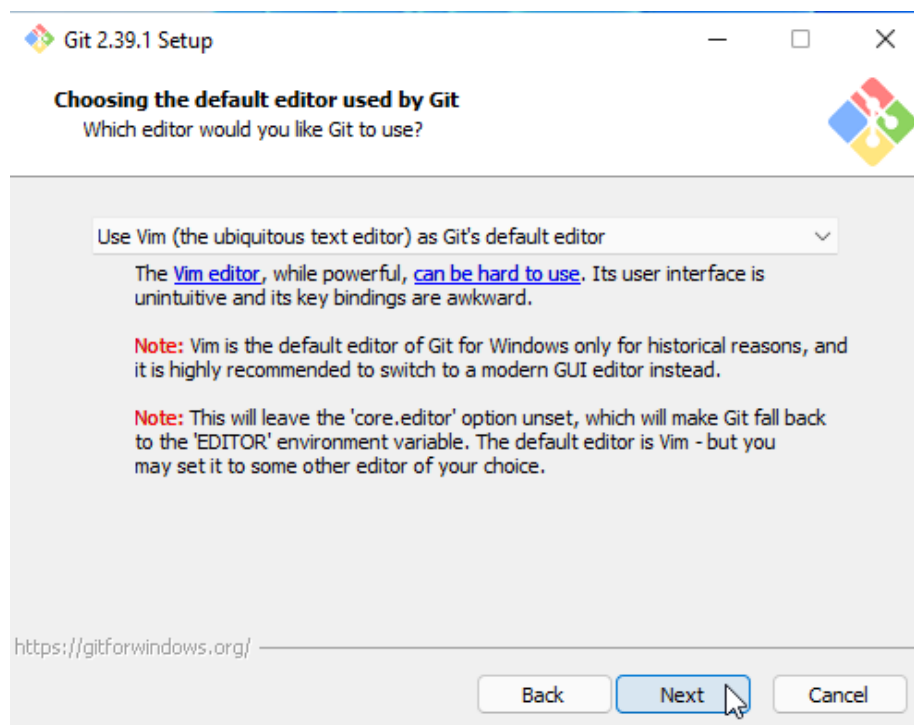 Git 2.39.1 Setup
Choosing the default editor used by Git
Which editor would you like Git to use?
Use Vim (the ubiquitous text editor) as Git's default editor
The Vim editor, while powerful, can be hard to use. Its user interface is
unintuitive and its key bindings are awkward.
Note: Vim is the default editor of Git for Windows only for historical reasons, and
it is highly recommended to switch to a modern GUI editor instead.
Note: This will leave the 'core.editor' option unset, which will make Git fall back
to the 'EDITOR' environment variable. The default editor is Vim - but you
may set it to some other editor of your choice.
https://gitforwindows.org/
Back
Next
Cancel